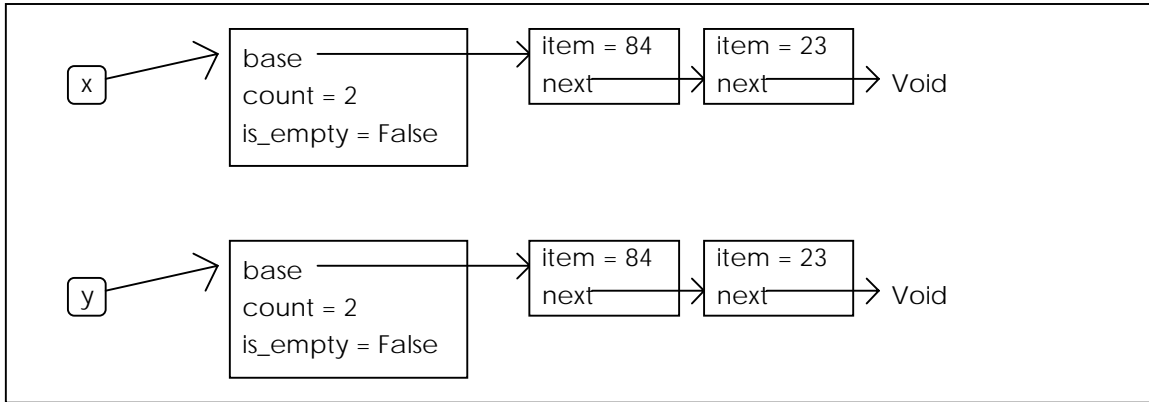 x
base
count = 2
is_empty = False
item = 84
next
item = 23
next
Void
y
base
count = 2
is_empty = False
item = 84
next
item = 23
next
Void